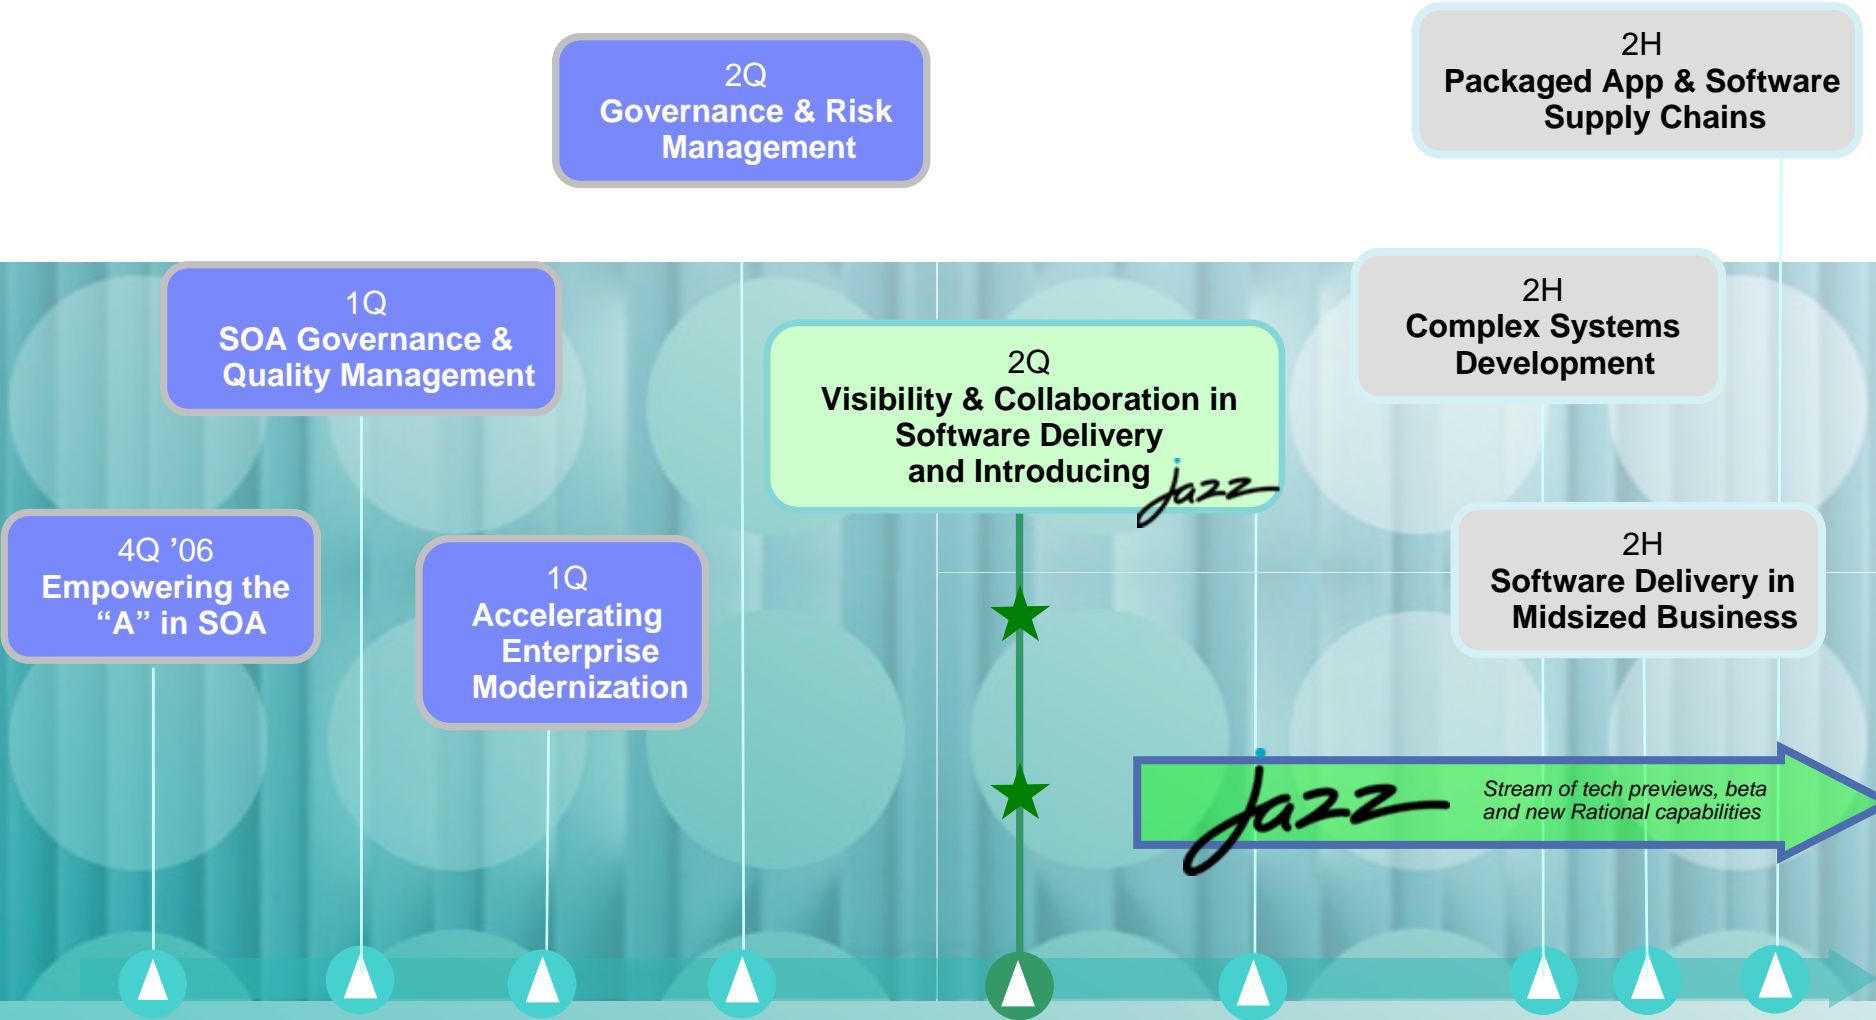 2Q
Governance & Risk
Management
2H
Packaged App & Software
Supply Chains
1Q
SOA Governance &
Quality Management
2H
Complex Systems
Development
2Q
Visibility & Collaboration in
Software Delivery
and Introducing
jazz
4Q ’06
Empowering the
“A” in SOA
1Q
Accelerating
Enterprise
Modernization
2H
Software Delivery in
Midsized Business
jazz
Stream of tech previews, beta
and new Rational capabilities